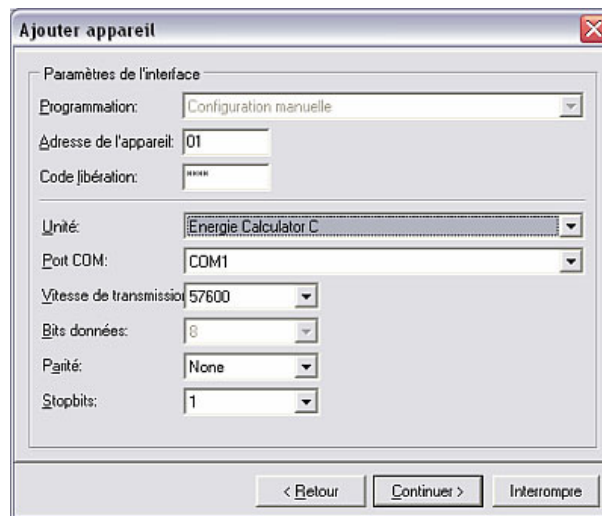 Ajouter appareil
Paramètres de l'interface
Programmation: Configuration manuelle
Adresse de l'appareil: 01
Code libération: ****
Unité: Energie Calculator C
Port COM: COM1
Vitesse de transmissio 57600
Bits données: 8
Parité: None
Stopbits: 1
< Retour Continuer > Interrompre